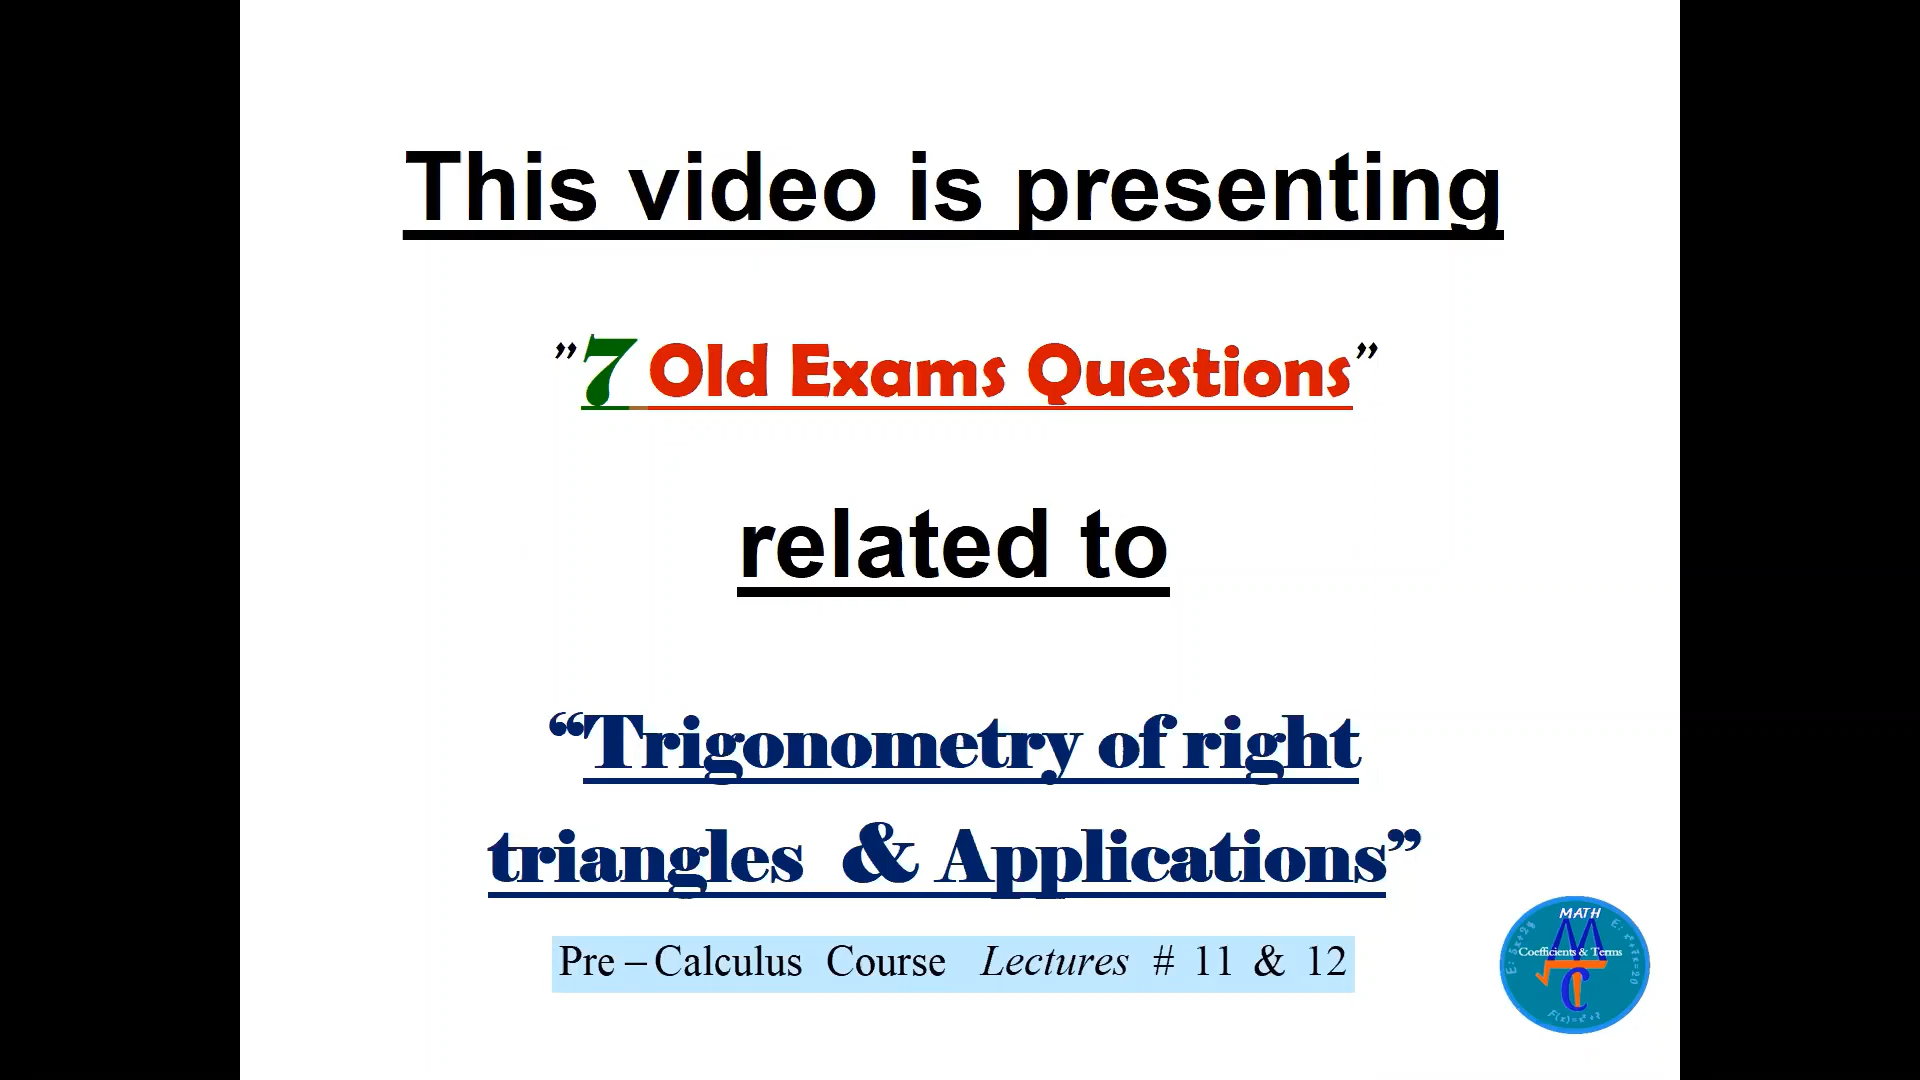 This video is presenting
”7 Old Exams Questions”
related to
“Trigonometry of right
triangles & Applications”
Pre – Calculus Course Lectures # 11 & 12
MATH
Coefficients & Terms